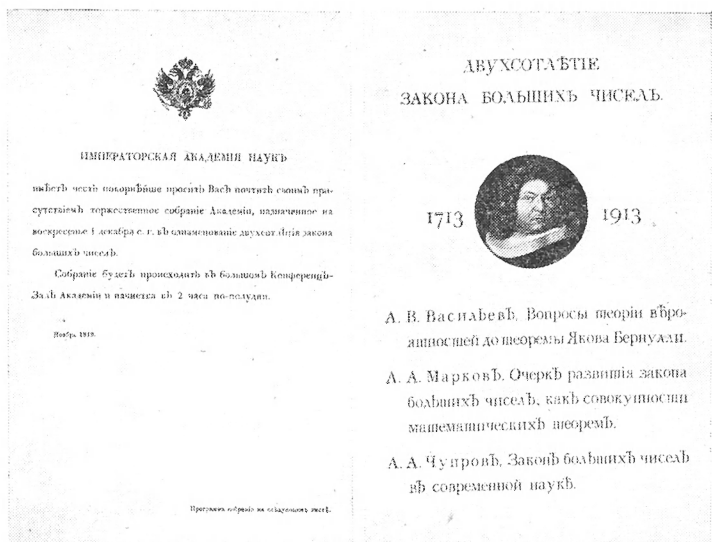 ИМПЕРАТОРСКАЯ АКАДЕМІЯ НАУКЪ
имѣетъ честь покорнѣйше просить Васъ почтить своимъ при-
сутствіемъ торжественное собраніе Академіи, назначенное на
воскресенье 1 декабря с. г. въ ознаменованіе двухсотлѣтія закона
большихъ чиселъ.
Собраніе будетъ происходить въ большомъ Конференцъ-
Залѣ Академіи и начнется въ 2 часа по-полудни.
Ноябрь 1913.
Программа собранія на слѣдующемъ листѣ.
ДВУХСОТЛѢТІЕ
ЗАКОНА БОЛЬШИХЪ ЧИСЕЛЪ.
1713 1913
А. В. Васильевъ. Вопросы теоріи вѣро-
ятностей до теоремы Якова Бернулли.
А. А. Марковъ. Очеркъ развитія закона
большихъ чиселъ, какъ совокупности
математическихъ теоремъ.
А. А. Чупровъ. Законъ большихъ чиселъ
въ современной наукѣ.